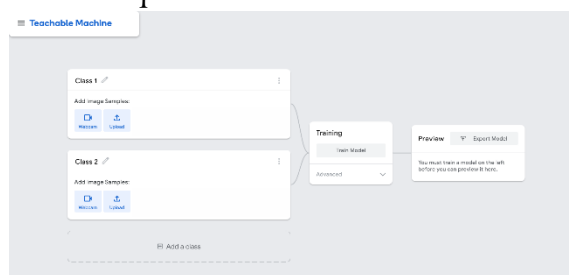 Teachable Machine
Class 1
Add Image Samples:
Webcam Upload
Class 2
Add Image Samples:
Webcam Upload
Add a class
Training
Train Model
Advanced
Preview Export Model
You must train a model on the left
before you can preview it here.